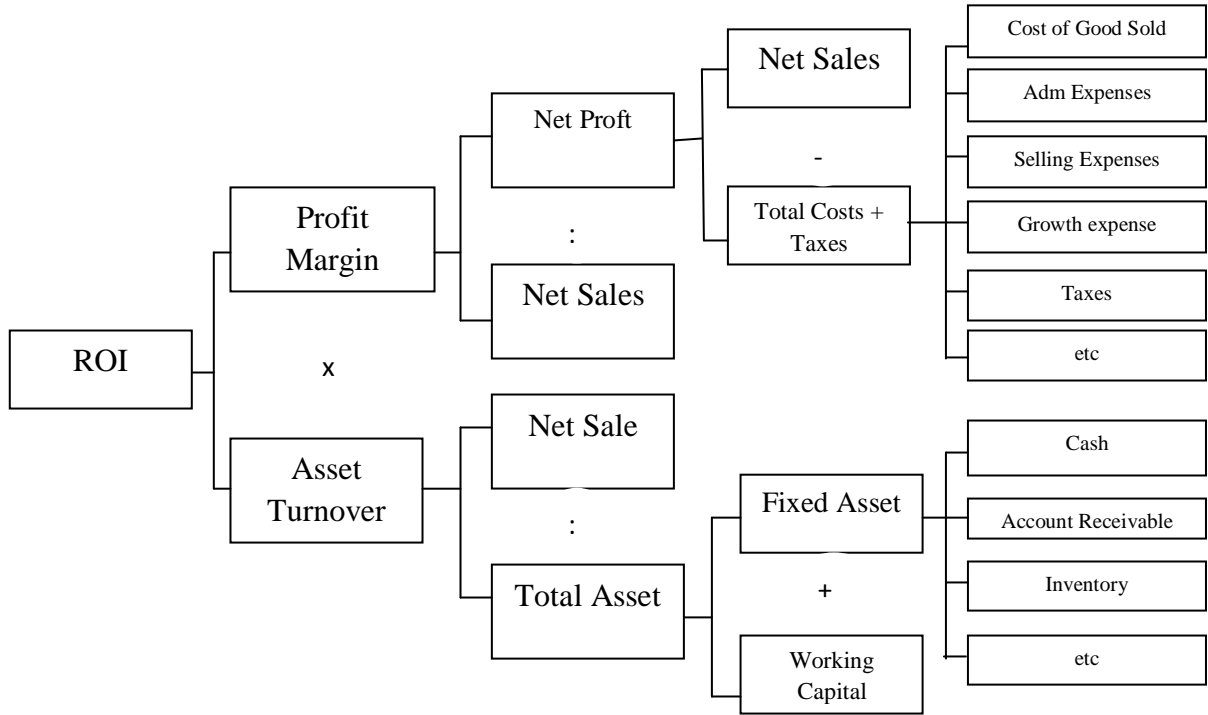 ROI
Profit
Margin
x
Asset
Turnover
Net Proft
:
Net Sales
Net Sale
:
Total Asset
Net Sales
-
Total Costs +
Taxes
Fixed Asset
+
Working
Capital
Cost of Good Sold
Adm Expenses
Selling Expenses
Growth expense
Taxes
etc
Cash
Account Receivable
Inventory
etc